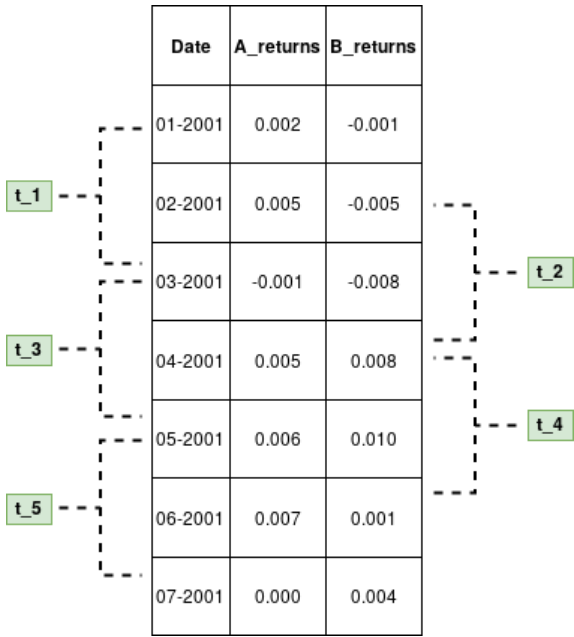 Date A_returns B_returns
01-2001 0.002 -0.001
t_1
02-2001 0.005 -0.005
03-2001 -0.001 -0.008
t_2
t_3
04-2001 0.005 0.008
t_4
05-2001 0.006 0.010
t_5
06-2001 0.007 0.001
07-2001 0.000 0.004